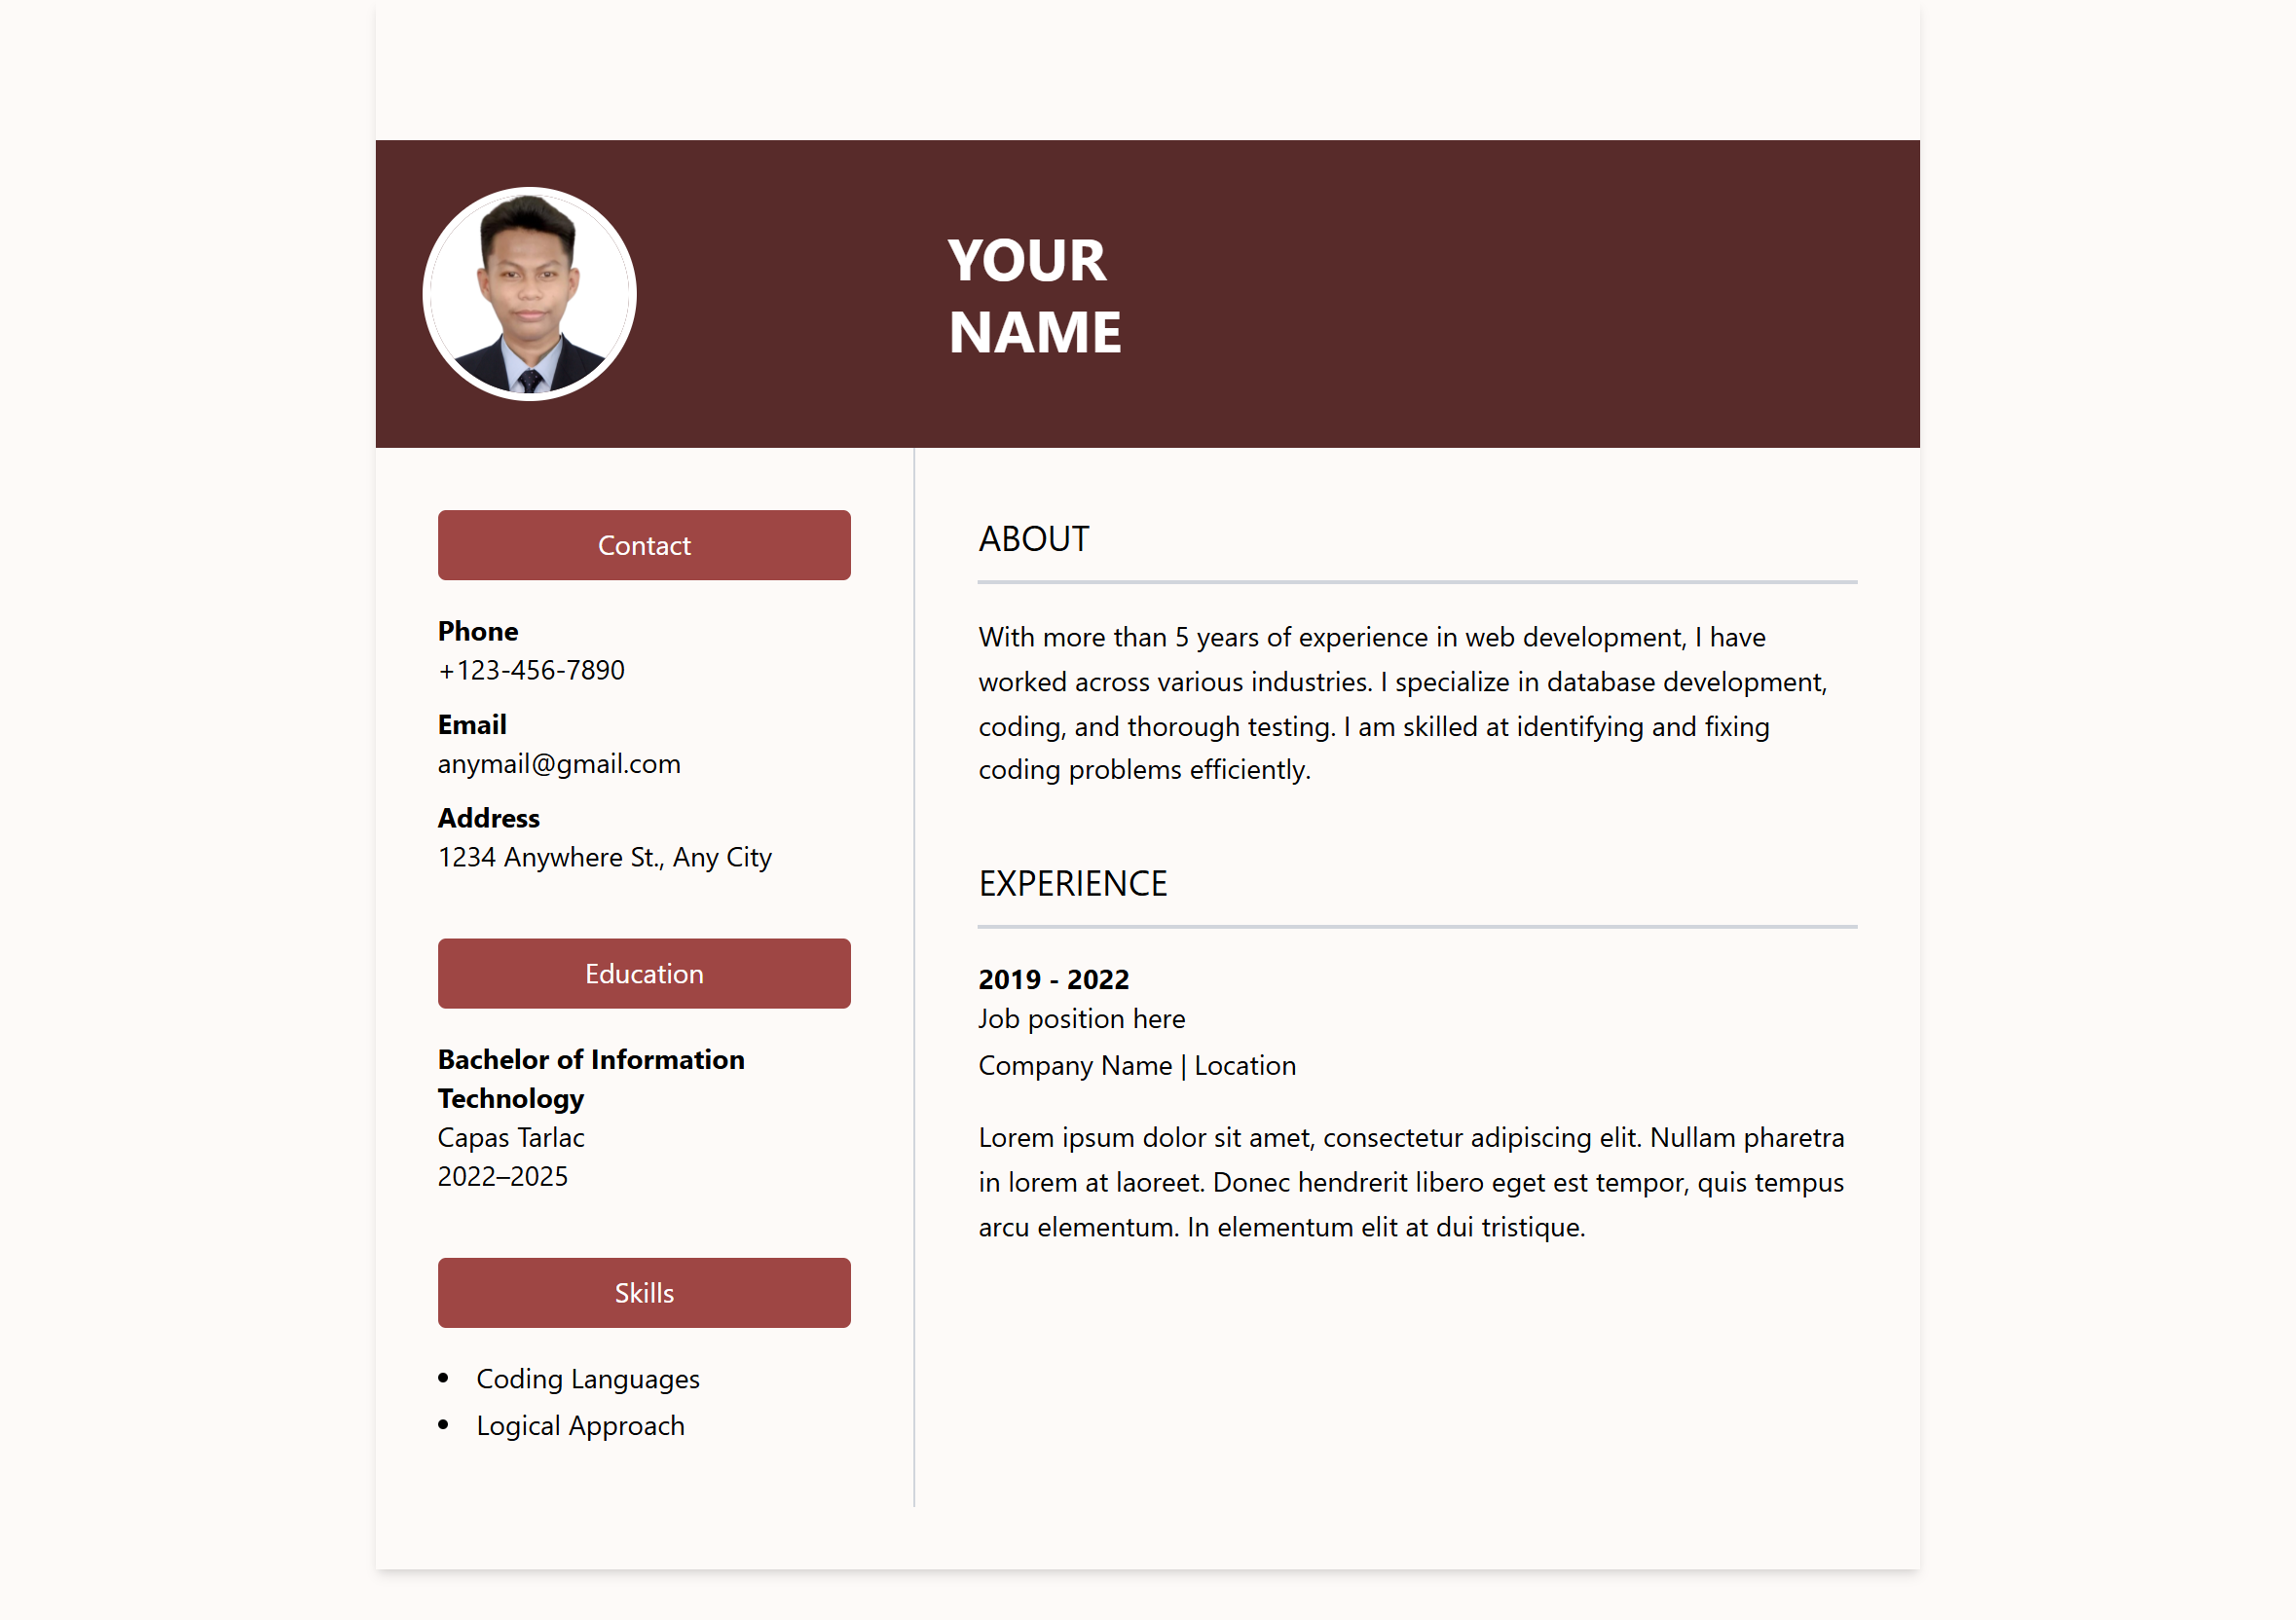 YOUR
NAME
Contact
Phone
+123-456-7890
Email
anymail@gmail.com
Address
1234 Anywhere St., Any City
Education
Bachelor of Information
Technology
Capas Tarlac
2022–2025
Skills
• Coding Languages
• Logical Approach
ABOUT
With more than 5 years of experience in web development, I have
worked across various industries. I specialize in database development,
coding, and thorough testing. I am skilled at identifying and fixing
coding problems efficiently.
EXPERIENCE
2019 - 2022
Job position here
Company Name | Location
Lorem ipsum dolor sit amet, consectetur adipiscing elit. Nullam pharetra
in lorem at laoreet. Donec hendrerit libero eget est tempor, quis tempus
arcu elementum. In elementum elit at dui tristique.